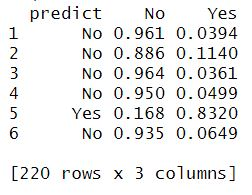 predict No Yes
1 No 0.961 0.0394
2 No 0.886 0.1140
3 No 0.964 0.0361
4 No 0.950 0.0499
5 Yes 0.168 0.8320
6 No 0.935 0.0649
[220 rows x 3 columns]